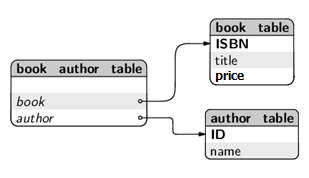 book table
ISBN
title
price
book author table
book
author
author table
ID
name